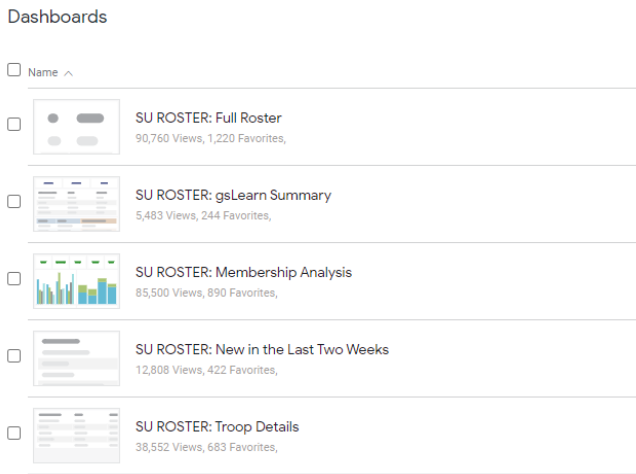 Dashboards
Name
SU ROSTER: Full Roster
90,760 Views, 1,220 Favorites,
SU ROSTER: gsLearn Summary
5,483 Views, 244 Favorites,
SU ROSTER: Membership Analysis
85,500 Views, 890 Favorites,
SU ROSTER: New in the Last Two Weeks
12,808 Views, 422 Favorites,
SU ROSTER: Troop Details
38,552 Views, 683 Favorites,